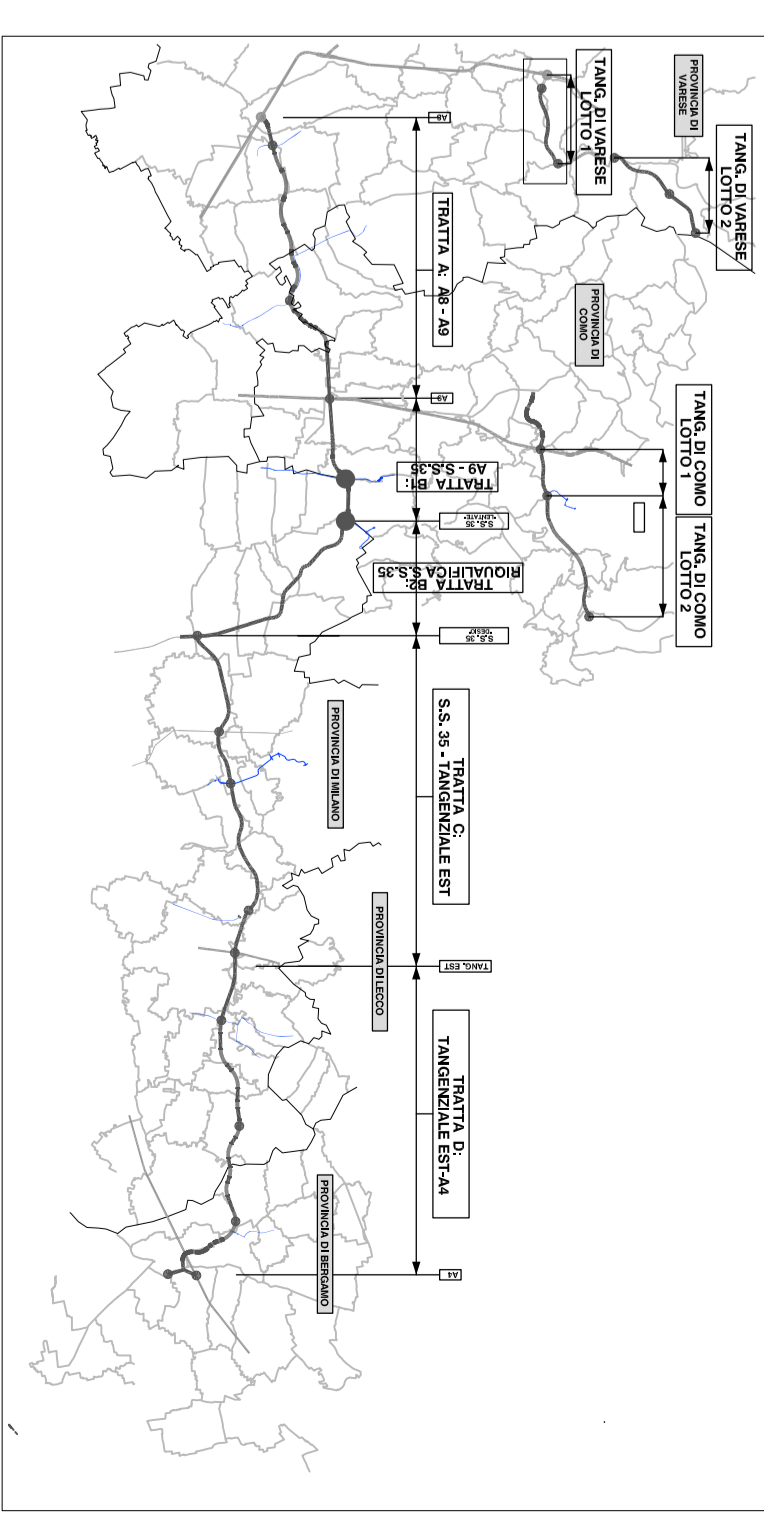 PROVINCIA DI
VARESE
TANG. DI VARESE
LOTTO 2
TANG. DI VARESE
LOTTO 1
A8
TRATTA A: A8 - A9
PROVINCIA DI
COMO
A9
TANG. DI COMO
LOTTO 1
TANG. DI COMO
LOTTO 2
TRATTA B1:
A9 - S.S.35
S.S. 35
"LENTATE"
TRATTA B2:
RIQUALIFICA S.S.35
S.S. 35
"DESIO"
TRATTA C:
S.S. 35 - TANGENZIALE EST
PROVINCIA DI MILANO
PROVINCIA DI LECCO
TANG. EST
TRATTA D:
TANGENZIALE EST-A4
PROVINCIA DI BERGAMO
A4